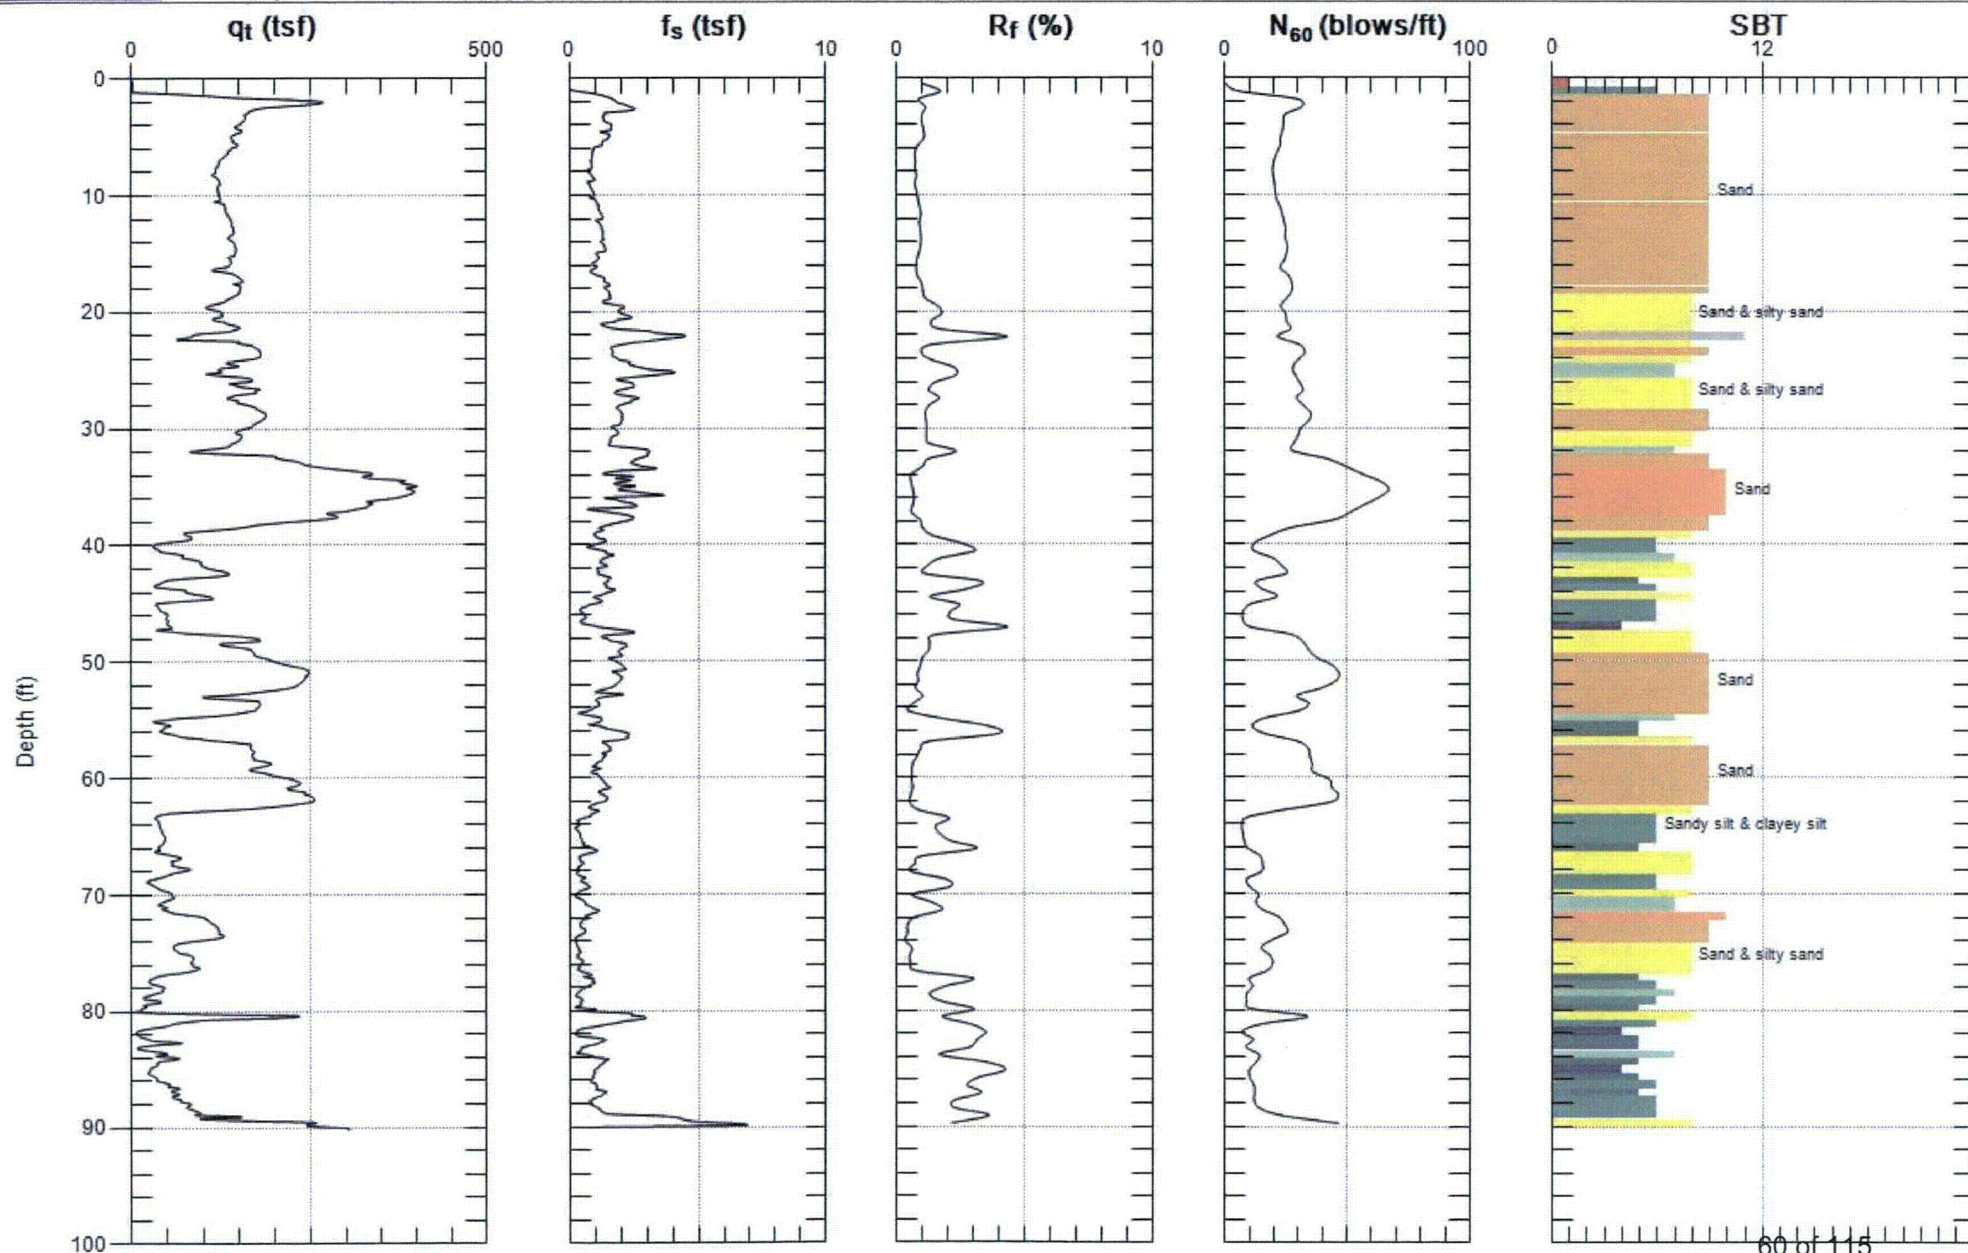 qt (tsf) fs (tsf) Rf (%) N60 (blows/ft) SBT
0 500 0 10 0 10 0 100 0 12
0
10
Sand
20
Sand & silty sand
Sand & silty sand
30
Sand
40
50
Sand
Depth (ft)
60
Sand
Sandy silt & clayey silt
70
Sand & silty sand
80
90
100
60 of 115